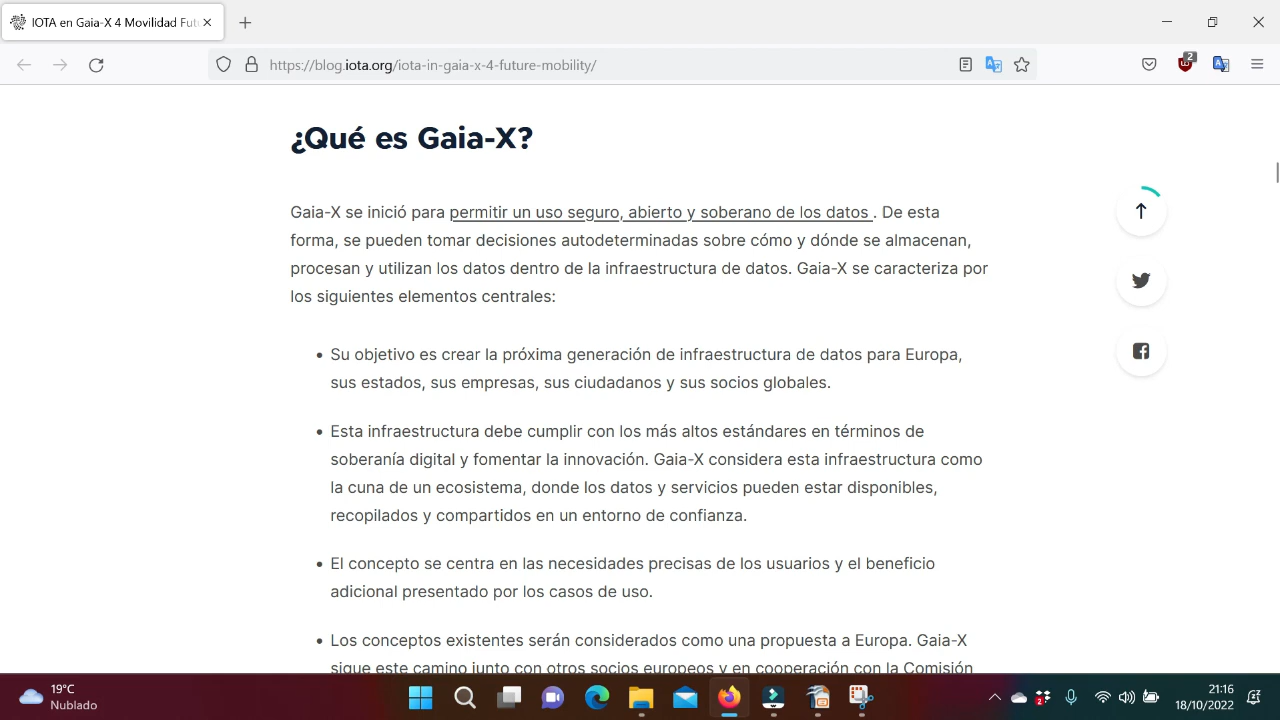 IOTA en Gaia-X 4 Movilidad Fut
https://blog.iota.org/iota-in-gaia-x-4-future-mobility/
2
¿Qué es Gaia-X?
Gaia-X se inició para permitir un uso seguro, abierto y soberano de los datos . De esta
forma, se pueden tomar decisiones autodeterminadas sobre cómo y dónde se almacenan,
procesan y utilizan los datos dentro de la infraestructura de datos. Gaia-X se caracteriza por
los siguientes elementos centrales:
• Su objetivo es crear la próxima generación de infraestructura de datos para Europa,
sus estados, sus empresas, sus ciudadanos y sus socios globales.
• Esta infraestructura debe cumplir con los más altos estándares en términos de
soberanía digital y fomentar la innovación. Gaia-X considera esta infraestructura como
la cuna de un ecosistema, donde los datos y servicios pueden estar disponibles,
recopilados y compartidos en un entorno de confianza.
• El concepto se centra en las necesidades precisas de los usuarios y el beneficio
adicional presentado por los casos de uso.
• Los conceptos existentes serán considerados como una propuesta a Europa. Gaia-X
sigue este camino junto con otros socios europeos y en cooperación con la Comisión
19°C
Nublado
2
21:16
18/10/2022